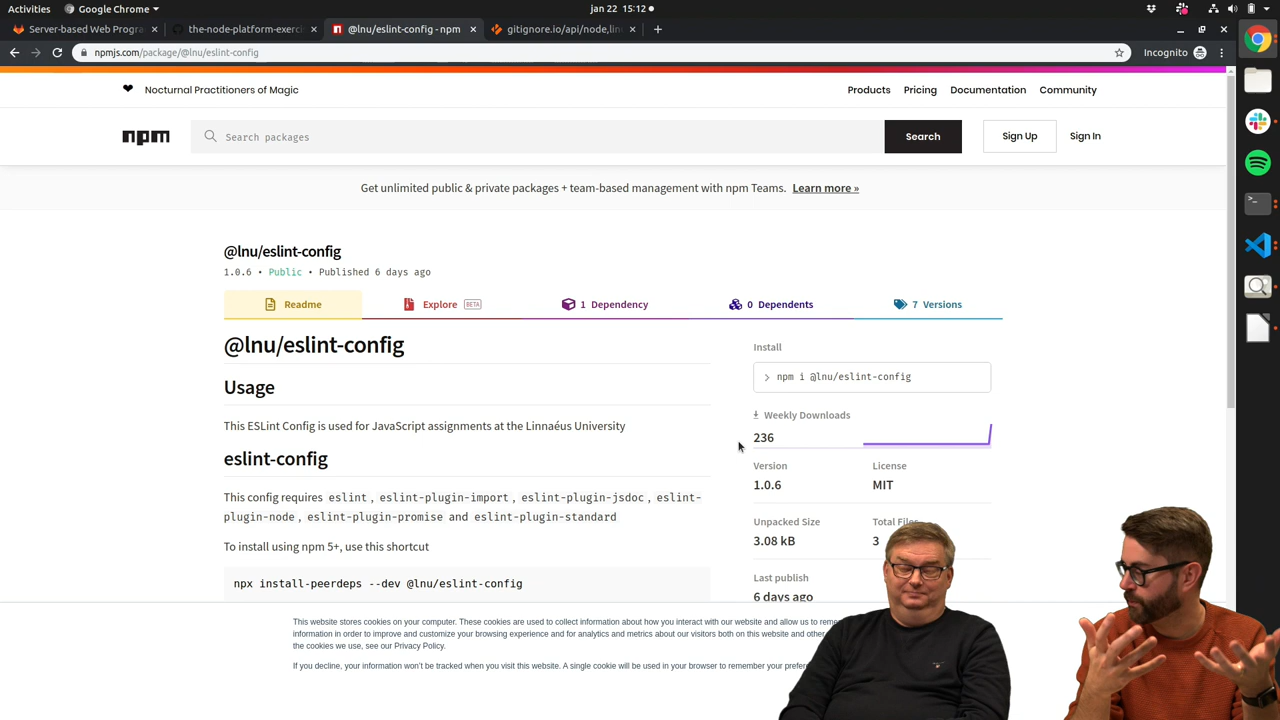 Activities
Google Chrome
jan 22 15:12
Server-based Web Progra
the-node-platform-exerci
@lnu/eslint-config - npm
gitignore.io/api/node,lin
npmjs.com/package/@lnu/eslint-config
Incognito
❤ Nocturnal Practitioners of Magic
Products
Pricing
Documentation
Community
npm
Search packages
Search
Sign Up
Sign In
Get unlimited public & private packages + team-based management with npm Teams. Learn more »
@lnu/eslint-config
1.0.6 • Public • Published 6 days ago
Readme
Explore BETA
1 Dependency
0 Dependents
7 Versions
@lnu/eslint-config
Usage
This ESLint Config is used for JavaScript assignments at the Linnaéus University
eslint-config
This config requires eslint, eslint-plugin-import, eslint-plugin-jsdoc, eslint-
plugin-node, eslint-plugin-promise and eslint-plugin-standard
To install using npm 5+, use this shortcut
npx install-peerdeps --dev @lnu/eslint-config
Install
> npm i @lnu/eslint-config
Weekly Downloads
236
Version
License
1.0.6
MIT
Unpacked Size
Total Files
3.08 kB
3
Last publish
6 days ago
This website stores cookies on your computer. These cookies are used to collect information about how you interact with our website and allow us to reme
information in order to improve and customize your browsing experience and for analytics and metrics about our visitors both on this website and other
the cookies we use, see our Privacy Policy.
If you decline, your information won't be tracked when you visit this website. A single cookie will be used in your browser to remember your prefer